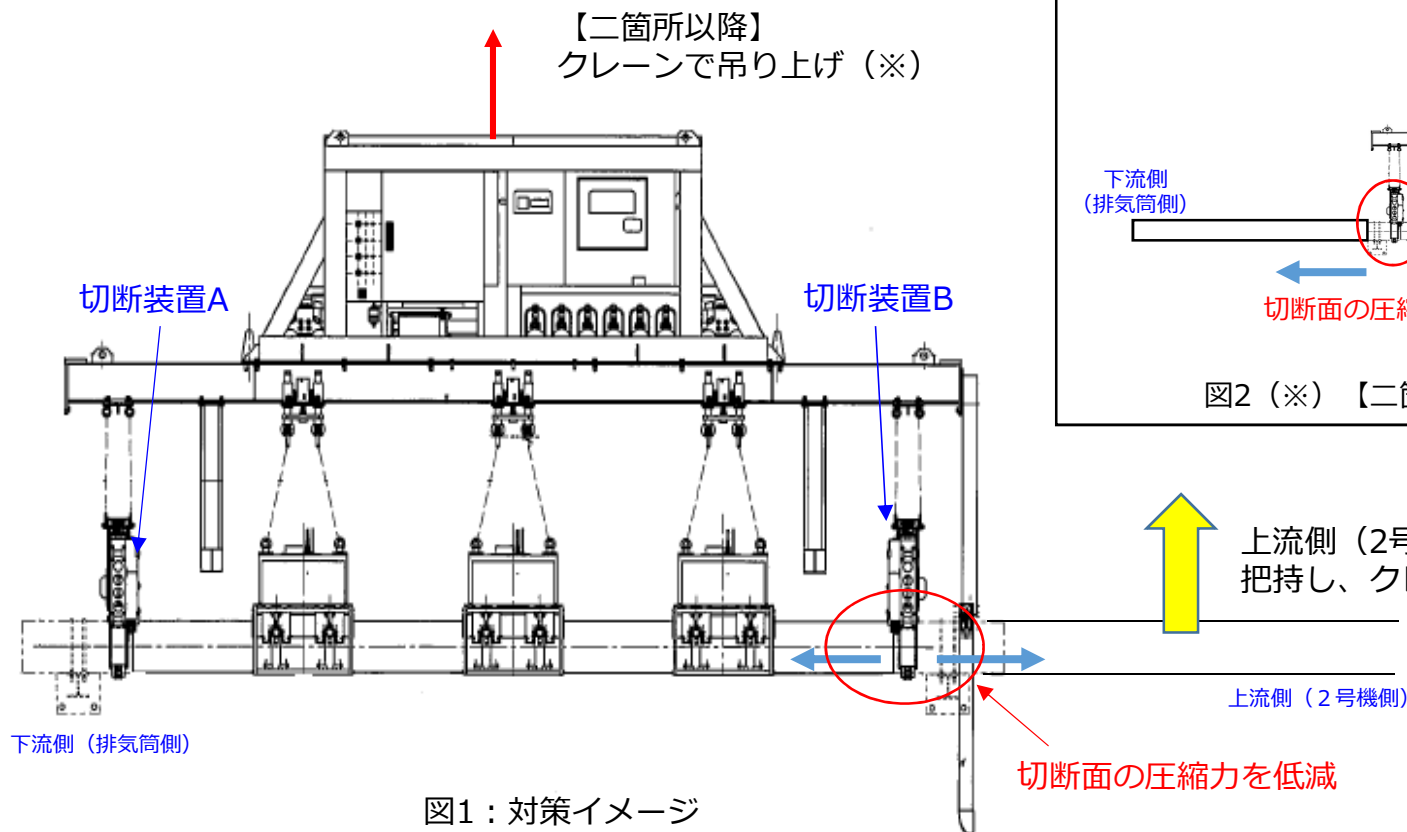 【二箇所以降】
クレーンで吊り上げ（※）
下流側
（排気筒側）
切断面の圧縮
図2（※）【二箇
切断装置A
切断装置B
上流側（2号
把持し、ク
上流側（２号機側）
下流側（排気筒側）
切断面の圧縮力を低減
図1：対策イメージ